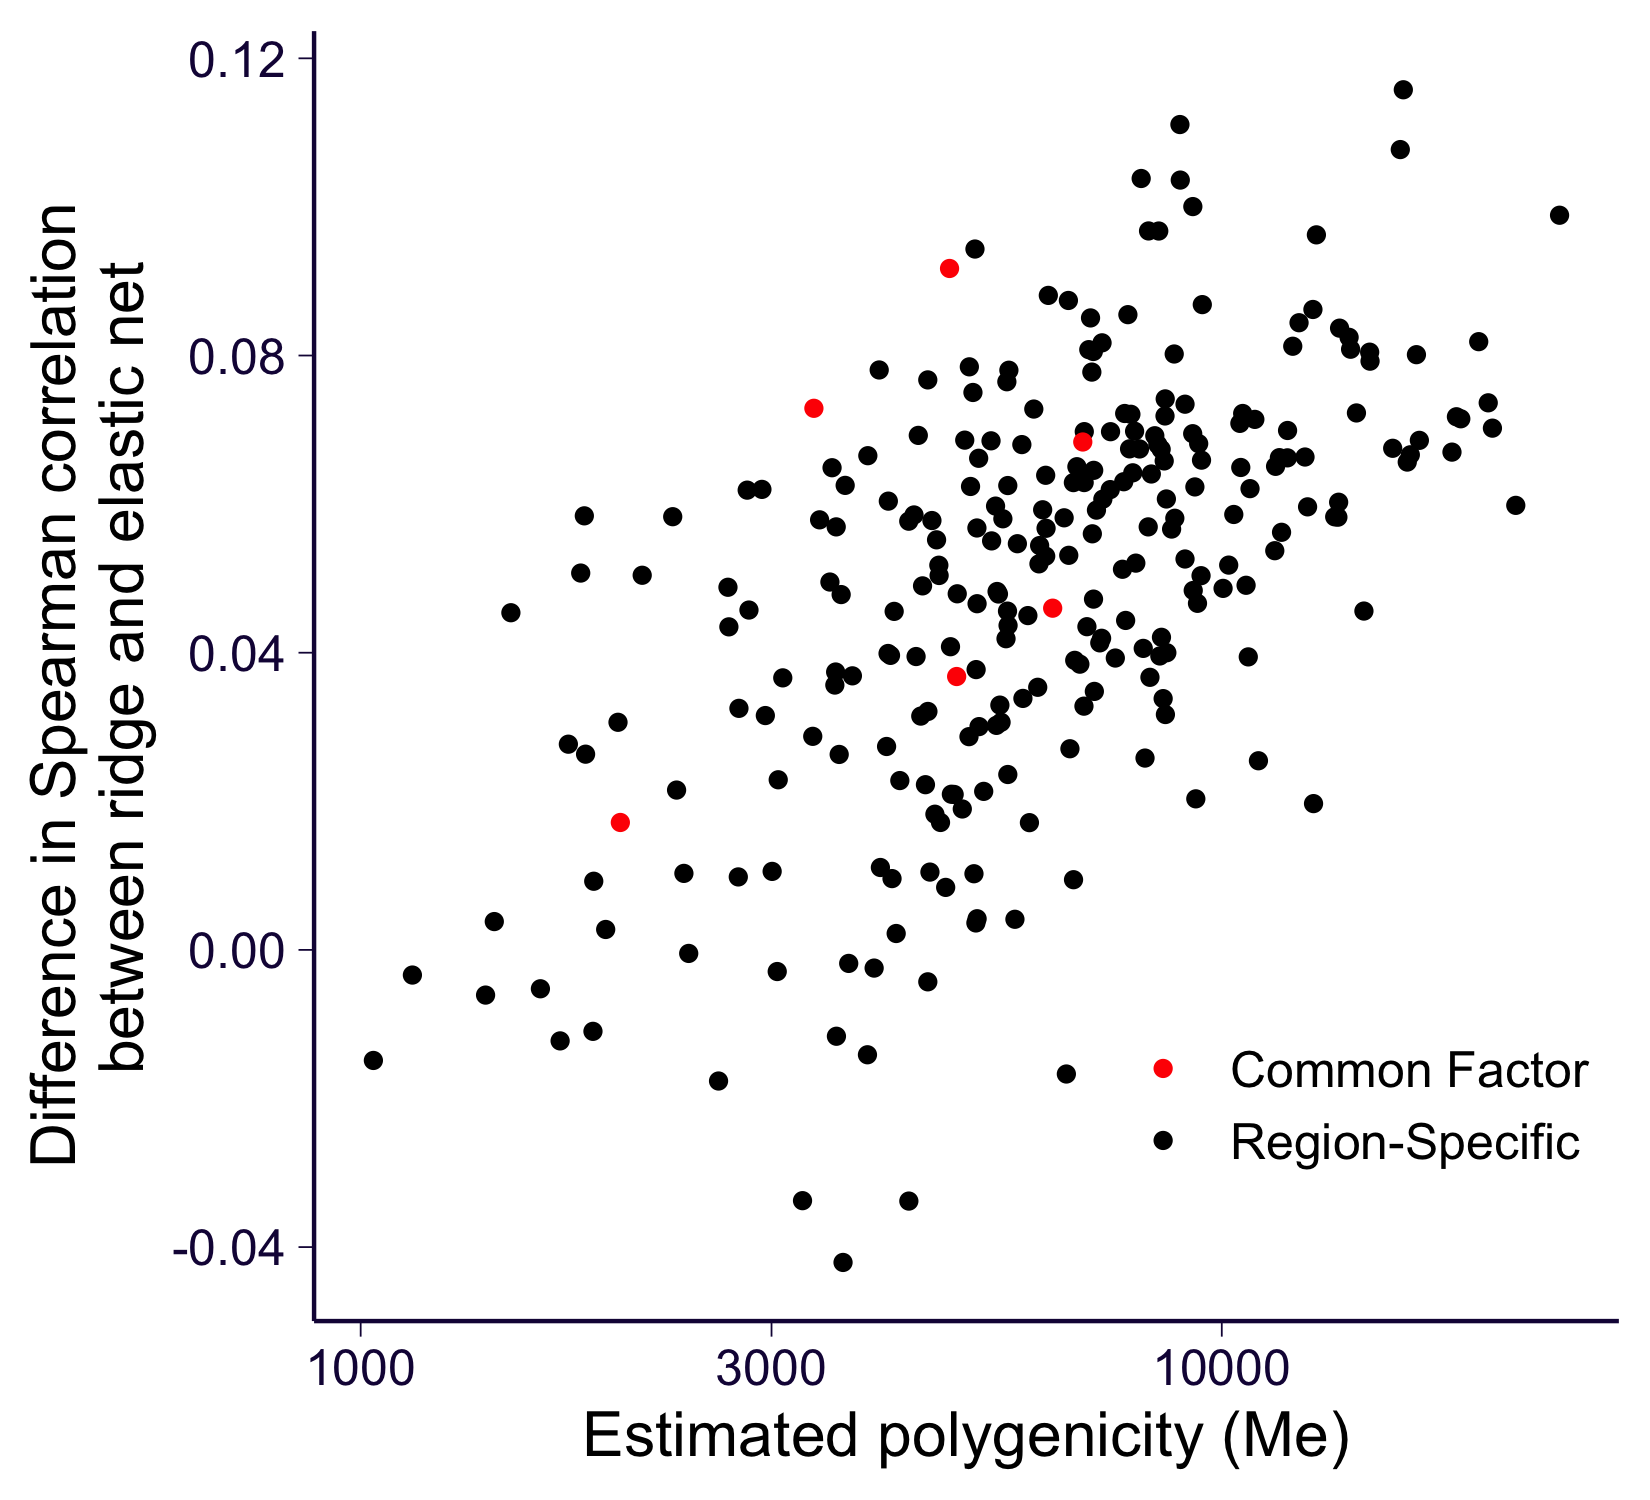 Difference in Spearman correlation
between ridge and elastic net
0.12
0.08
0.04
0.00
-0.04
Common Factor
Region-Specific
1000
3000
10000
Estimated polygenicity (Me)